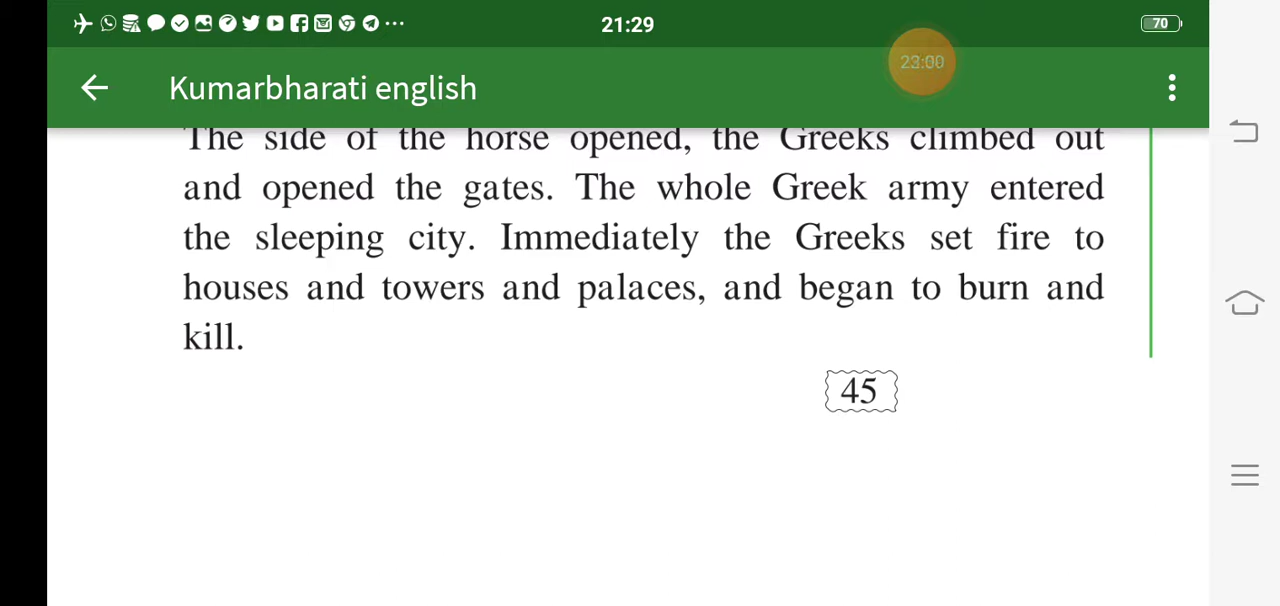 21:29
70
Kumarbharati english
23:00
The side of the horse opened, the Greeks climbed out
and opened the gates. The whole Greek army entered
the sleeping city. Immediately the Greeks set fire to
houses and towers and palaces, and began to burn and
kill.
45